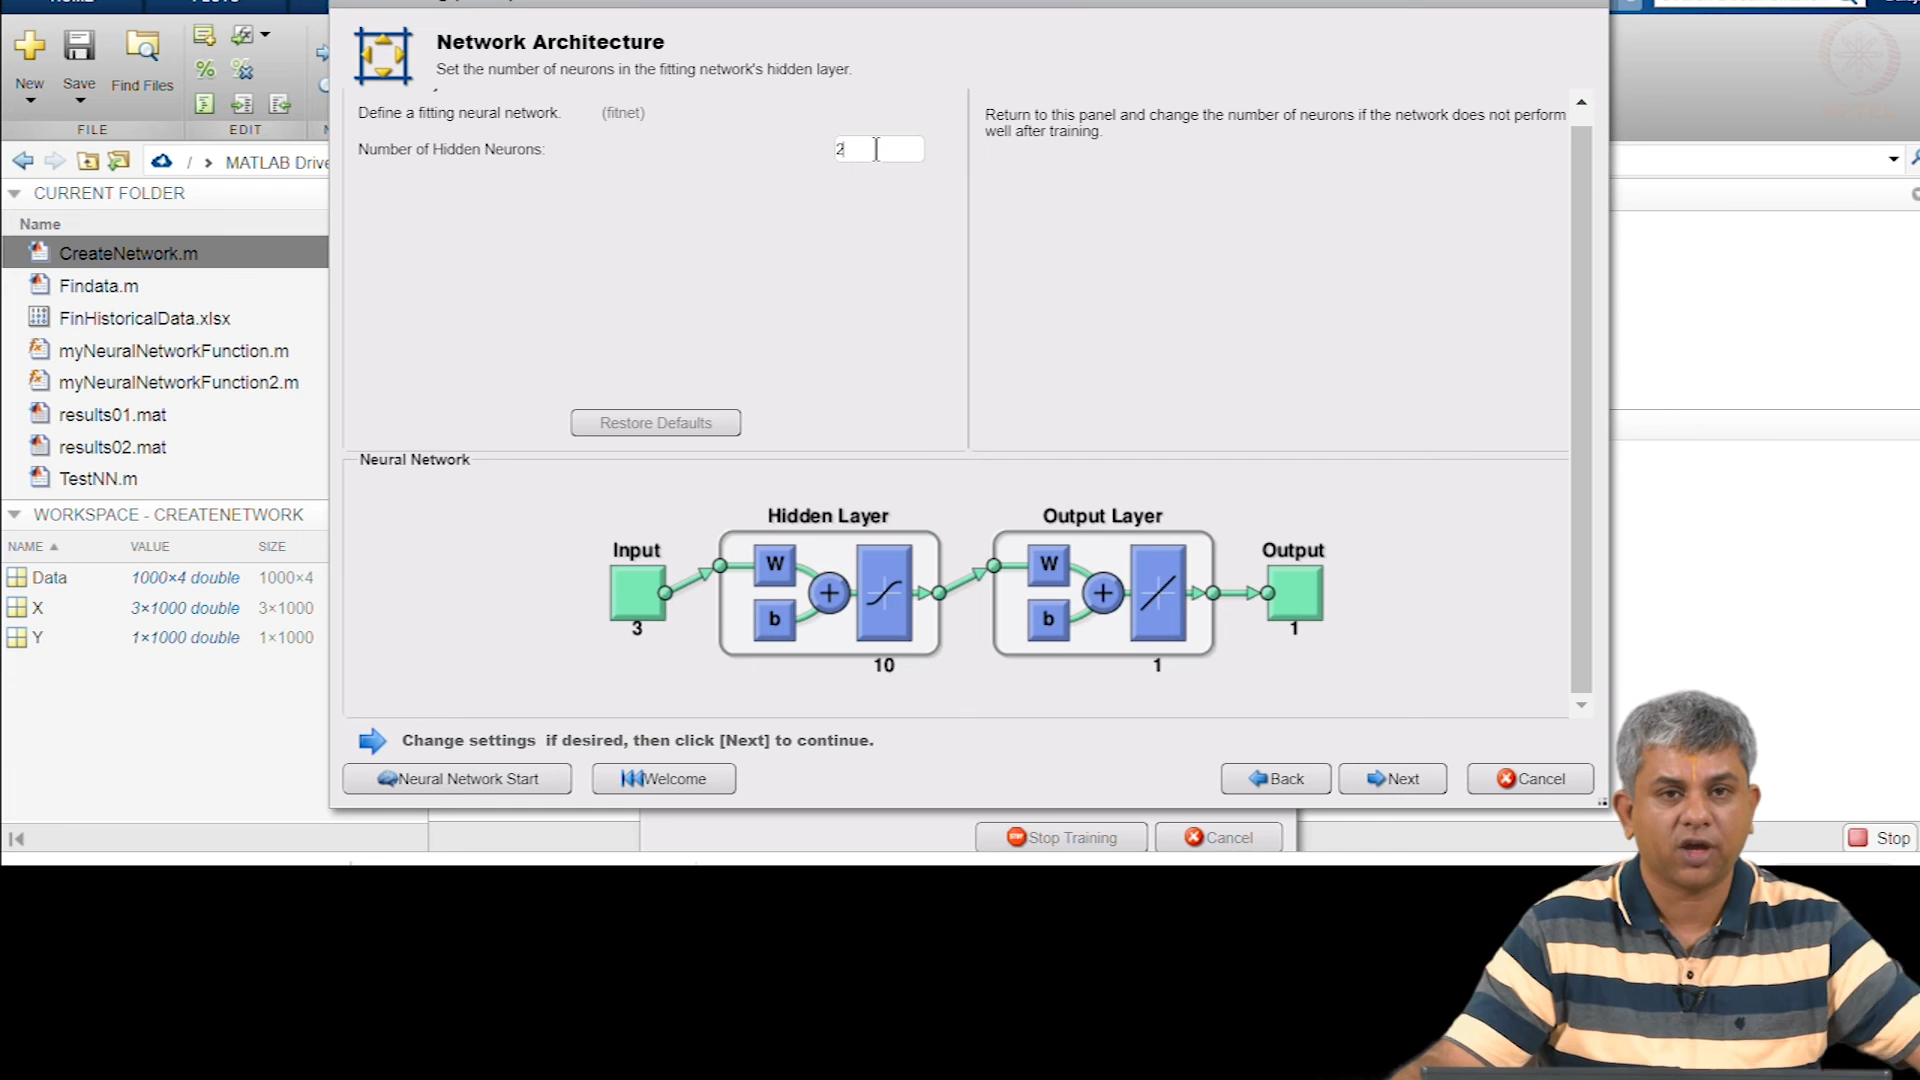 Network Architecture
Set the number of neurons in the fitting network's hidden layer.
New
Save
Find Files
FILE
EDIT
/ > MATLAB Drive
CURRENT FOLDER
Name
CreateNetwork.m
Findata.m
FinHistoricalData.xlsx
myNeuralNetworkFunction.m
myNeuralNetworkFunction2.m
results01.mat
results02.mat
TestNN.m
WORKSPACE - CREATENETWORK
NAME VALUE SIZE
Data 1000×4 double 1000×4
X 3×1000 double 3×1000
Y 1×1000 double 1×1000
Define a fitting neural network. (fitnet)
Number of Hidden Neurons: 2
Return to this panel and change the number of neurons if the network does not perform
well after training.
Restore Defaults
Neural Network
Hidden Layer
Output Layer
Input
Output
W
b
+
W
b
+
3
10
1
1
Change settings if desired, then click [Next] to continue.
Neural Network Start
Welcome
Back
Next
Cancel
Stop Training
Cancel
Stop